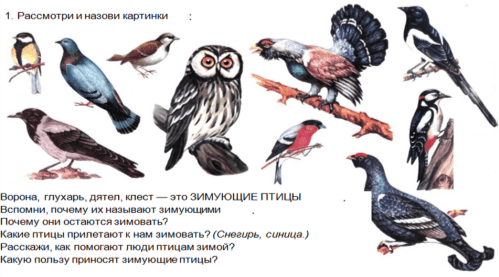 1. Рассмотри и назови картинки :
Ворона, глухарь, дятел, клест — это ЗИМУЮЩИЕ ПТИЦЫ
Вспомни, почему их называют зимующими
Почему они остаются зимовать?
Какие птицы прилетают к нам зимовать? (Снегирь, синица.)
Расскажи, как помогают люди птицам зимой?
Какую пользу приносят зимующие птицы?